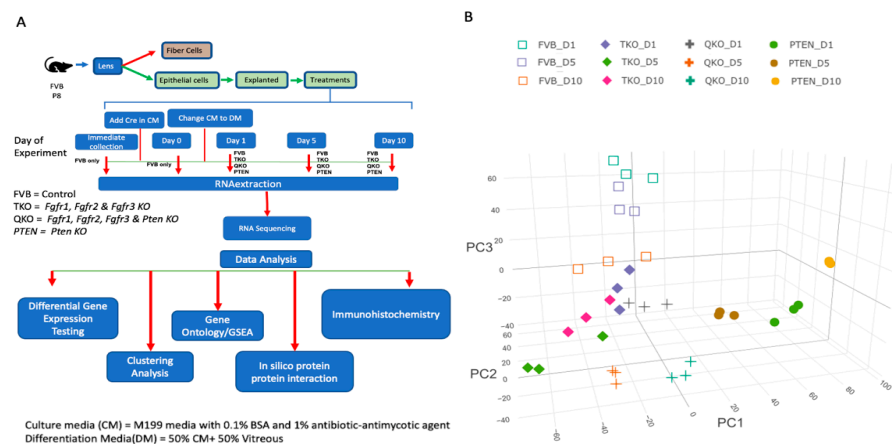 A
Fiber Cells
Lens
Epithelial cells
Explanted
Treatments
FVB
P8
Add Cre in CM
Change CM to DM
Day of
Experiment
Immediate
collection
Day 0
Day 1
Day 5
Day 10
FVB only
FVB only
FVB
TKO
QKO
PTEN
FVB
TKO
QKO
PTEN
FVB
TKO
QKO
PTEN
RNAextraction
FVB = Control
TKO = Fgfr1, Fgfr2 & Fgfr3 KO
QKO = Fgfr1, Fgfr2, Fgfr3 & Pten KO
PTEN = Pten KO
RNA Sequencing
Data Analysis
Differential Gene
Expression
Testing
Gene
Ontology/GSEA
Immunohistochemistry
Clustering
Analysis
In silico protein
protein interaction
Culture media (CM) = M199 media with 0.1% BSA and 1% antibiotic-antimycotic agent
Differentiation Media(DM) = 50% CM+ 50% Vitreous
B
FVB_D1
TKO_D1
QKO_D1
PTEN_D1
FVB_D5
TKO_D5
QKO_D5
PTEN_D5
FVB_D10
TKO_D10
QKO_D10
PTEN_D10
60
40
20
PC3
0
−20
−40
40
20
PC2
0
−20
−40
−60
−40
−20
0
20
PC1
40
60
80
100